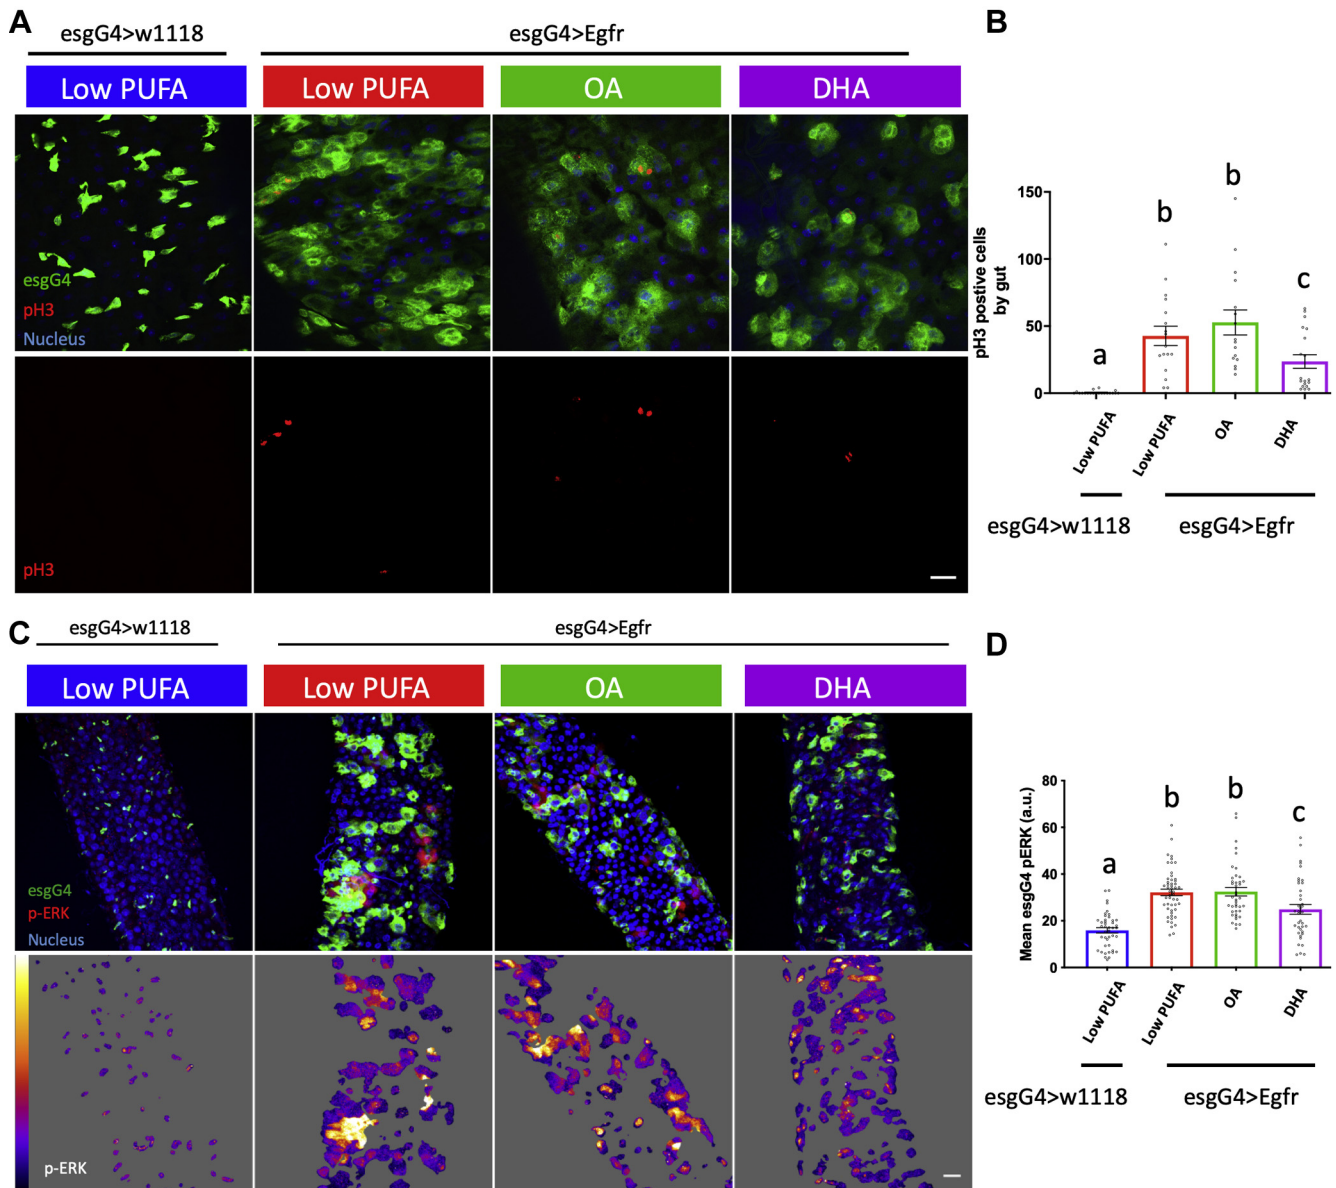 A
esgG4>w1118
esgG4>Egfr
Low PUFA
Low PUFA
OA
DHA
esgG4
pH3
Nucleus
pH3
B
pH3 postive cells
by gut
150
100
50
0
a
b
b
c
Low PUFA
Low PUFA
OA
DHA
esgG4>w1118
esgG4>Egfr
C
esgG4>w1118
esgG4>Egfr
Low PUFA
Low PUFA
OA
DHA
esgG4
p-ERK
Nucleus
p-ERK
D
Mean esgG4 pERK (a.u.)
80
60
40
20
0
a
b
b
c
Low PUFA
Low PUFA
OA
DHA
esgG4>w1118
esgG4>Egfr